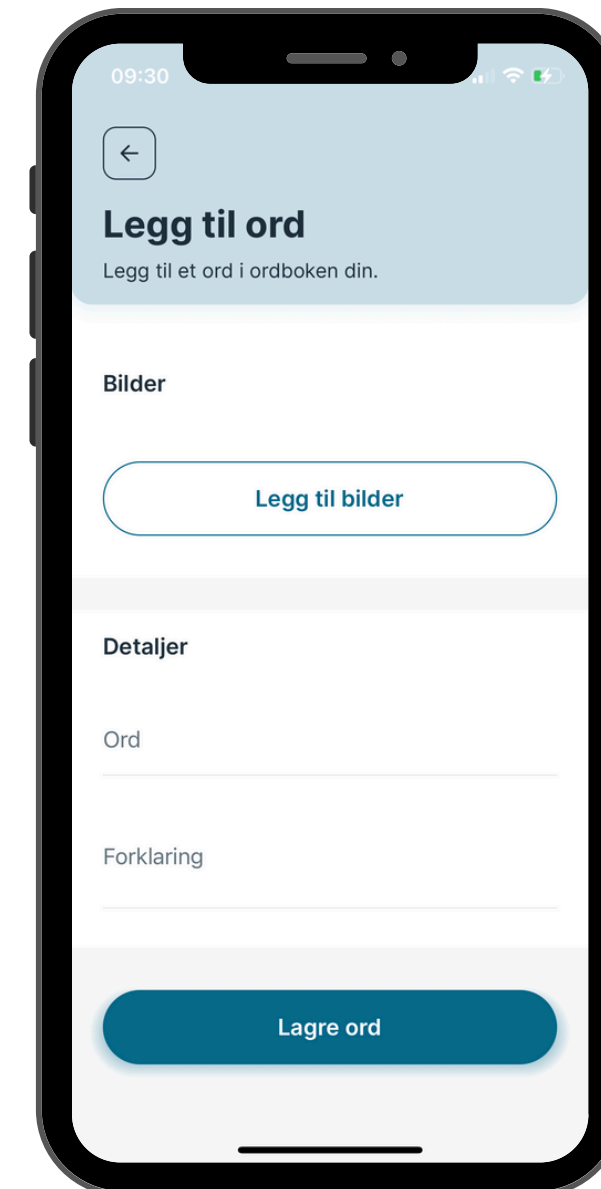 09:30
Legg til ord
Legg til et ord i ordboken din.
Bilder
Legg til bilder
Detaljer
Ord
Forklaring
Lagre ord